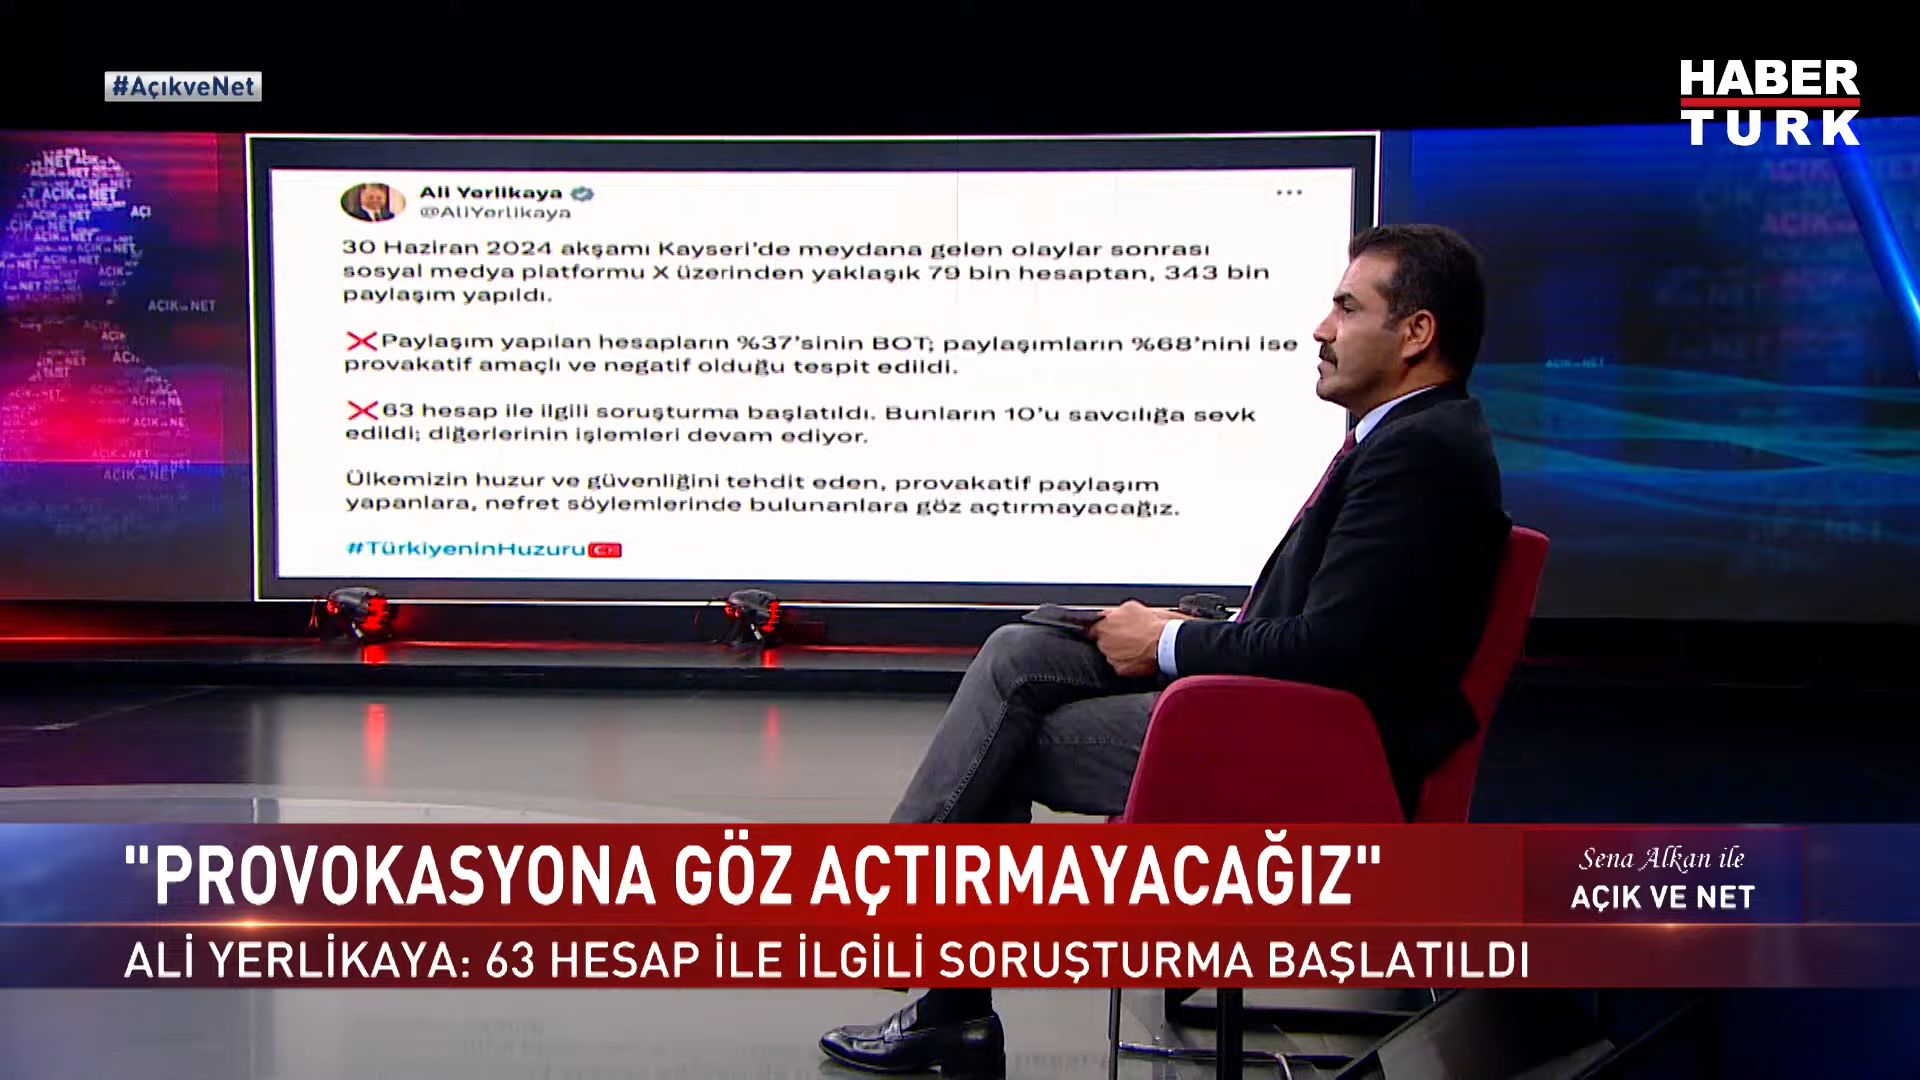 #AçıkveNet
HABER
TURK
Ali Yerlikaya
@AliYerlikaya
30 Haziran 2024 akşamı Kayseri'de meydana gelen olaylar sonrası
sosyal medya platformu X üzerinden yaklaşık 79 bin hesaptan, 343 bin
paylaşım yapıldı.
❌Paylaşım yapılan hesapların %37'sinin BOT; paylaşımların %68'nini ise
provakatif amaçlı ve negatif olduğu tespit edildi.
❌63 hesap ile ilgili soruşturma başlatıldı. Bunların 10'u savcılığa sevk
edildi; diğerlerinin işlemleri devam ediyor.
Ülkemizin huzur ve güvenliğini tehdit eden, provakatif paylaşım
yapanlara, nefret söylemlerinde bulunanlara göz açtırmayacağız.
#TürkiyeninHuzuru🇹🇷
AÇIK VE NET
"PROVOKASYONA GÖZ AÇTIRMAYACAĞIZ"
Sena Alkan ile
AÇIK VE NET
ALİ YERLİKAYA: 63 HESAP İLE İLGİLİ SORUŞTURMA BAŞLATILDI